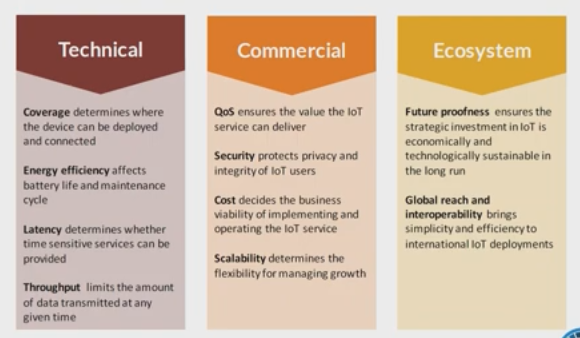 Technical
Coverage determines where
the device can be deployed
and connected
Energy efficiency affects
battery life and maintenance
cycle
Latency determines whether
time sensitive services can be
provided
Throughput limits the amount
of data transmitted at any
given time
Commercial
QoS ensures the value the IoT
service can deliver
Security protects privacy and
integrity of IoT users
Cost decides the business
viability of implementing and
operating the IoT service
Scalability determines the
flexibility for managing growth
Ecosystem
Future proofness ensures the
strategic investment in IoT is
economically and
technologically sustainable in
the long run
Global reach and
interoperability brings
simplicity and efficiency to
international IoT deployments